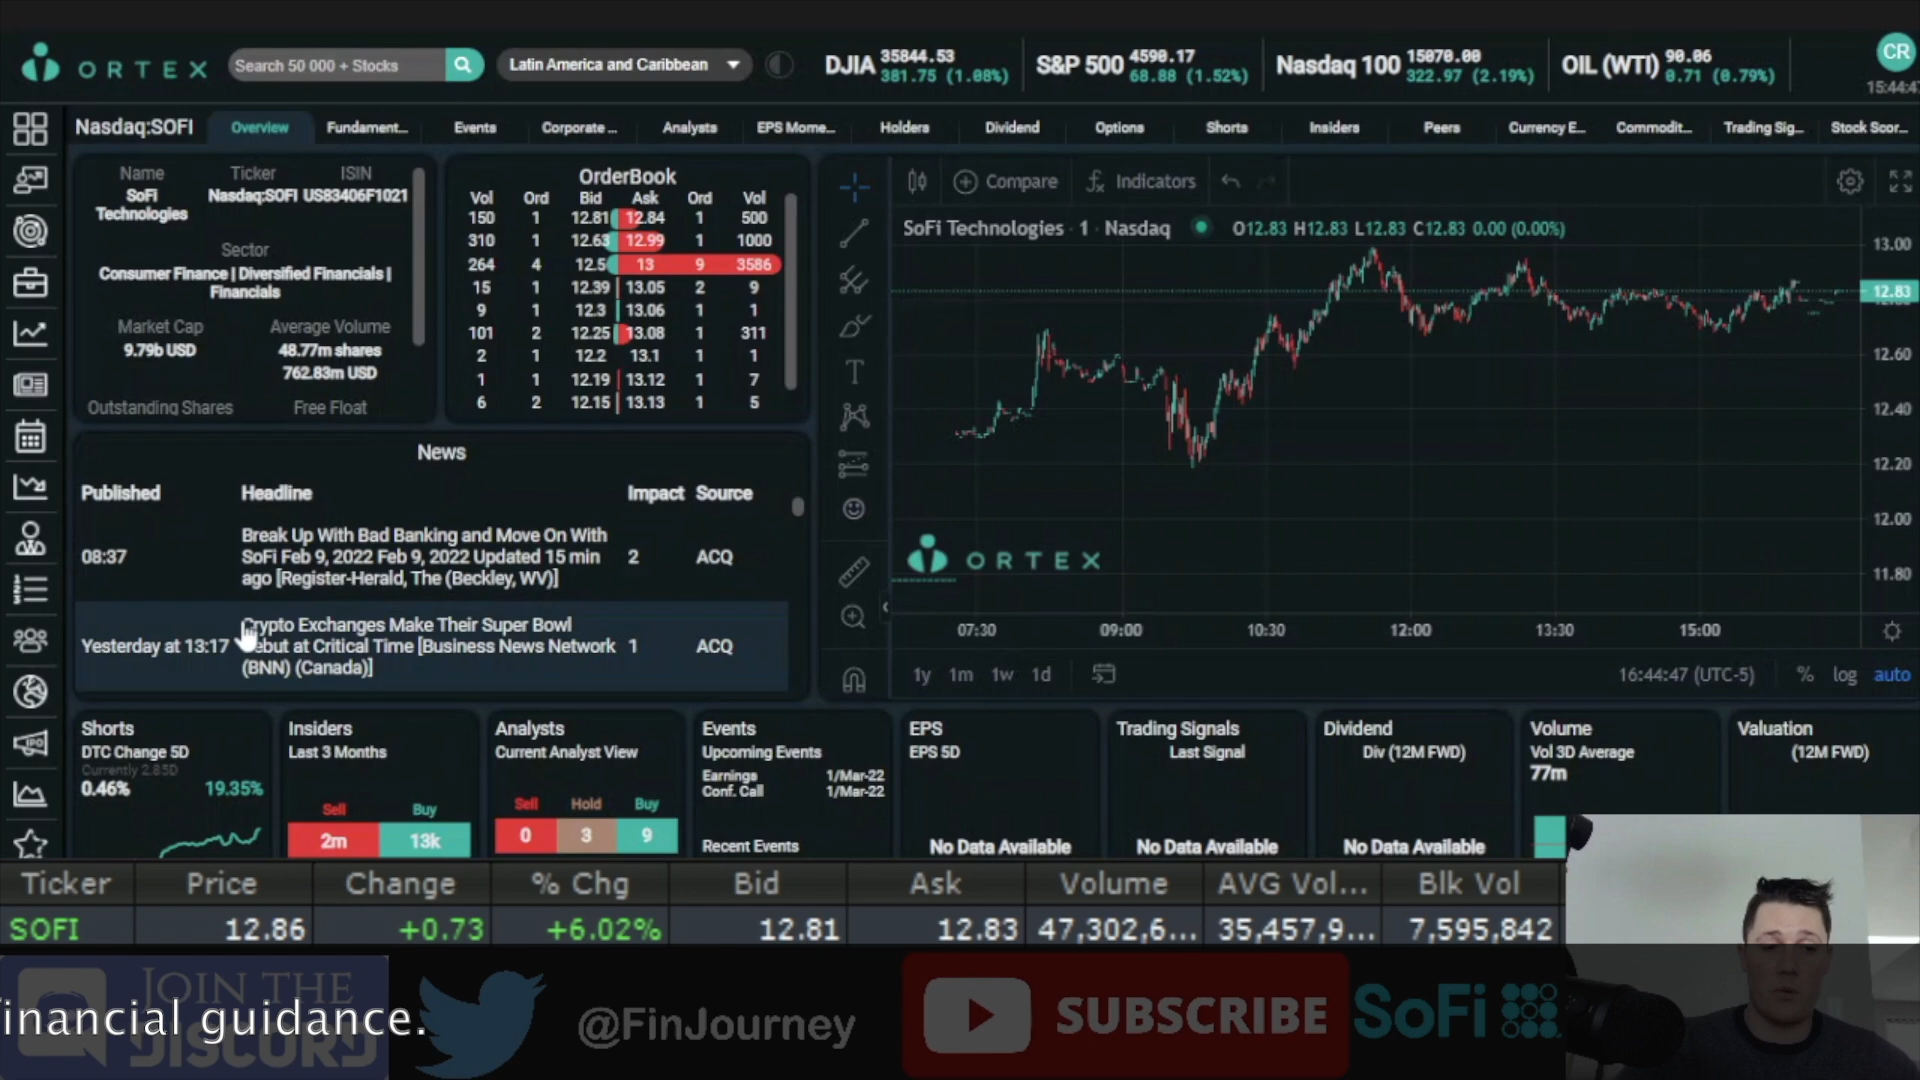 ORTEX
Search 50 000 + Stocks
Latin America and Caribbean
DJIA 35844.53 381.75 (1.08%)
S&P 500 4590.17 68.88 (1.52%)
Nasdaq 100 15070.00 322.97 (2.19%)
OIL (WTI) 90.06 0.71 (0.79%)
CR
15:44:47
Nasdaq:SOFI Overview Fundament... Events Corporate ... Analysts EPS Mome... Holders Dividend Options Shorts Insiders Peers Currency E... Commodit... Trading Sig... Stock Scor...
Name Ticker ISIN
SoFi Technologies Nasdaq:SOFI US83406F1021
Sector
Consumer Finance | Diversified Financials |
Financials
Market Cap Average Volume
9.79b USD 48.77m shares
762.83m USD
Outstanding Shares Free Float
OrderBook
Vol Ord Bid Ask Ord Vol
150 1 12.81 12.84 1 500
310 1 12.63 12.99 1 1000
264 4 12.5 13 9 3586
15 1 12.39 13.05 2 9
9 1 12.3 13.06 1 1
101 2 12.25 13.08 1 311
2 1 12.2 13.1 1 1
1 1 12.19 13.12 1 7
6 2 12.15 13.13 1 5
News
Published Headline Impact Source
08:37 Break Up With Bad Banking and Move On With
SoFi Feb 9, 2022 Feb 9, 2022 Updated 15 min 2 ACQ
ago [Register-Herald, The (Beckley, WV)]
Crypto Exchanges Make Their Super Bowl
Yesterday at 13:17 Debut at Critical Time [Business News Network 1 ACQ
(BNN) (Canada)]
Compare Indicators
SoFi Technologies · 1 · Nasdaq O12.83 H12.83 L12.83 C12.83 0.00 (0.00%)
13.00
12.83
12.60
12.40
12.20
12.00
11.80
ORTEX
07:30 09:00 10:30 12:00 13:30 15:00
1y 1m 1w 1d 16:44:47 (UTC-5) % log auto
Shorts
DTC Change 5D
Currently 2.85D
0.46% 19.35%
Insiders
Last 3 Months
Sell Buy
2m 13k
Analysts
Current Analyst View
Sell Hold Buy
0 3 9
Events
Upcoming Events
Earnings 1/Mar-22
Conf. Call 1/Mar-22
Recent Events
EPS
EPS 5D
No Data Available
Trading Signals
Last Signal
No Data Available
Dividend
Div (12M FWD)
No Data Available
Volume
Vol 3D Average
77m
Valuation
(12M FWD)
Ticker Price Change % Chg Bid Ask Volume AVG Vol... Blk Vol
SOFI 12.86 +0.73 +6.02% 12.81 12.83 47,302,6... 35,457,9... 7,595,842
JOIN THE
DISCORD
inancial guidance.
@FinJourney
SUBSCRIBE
SoFi